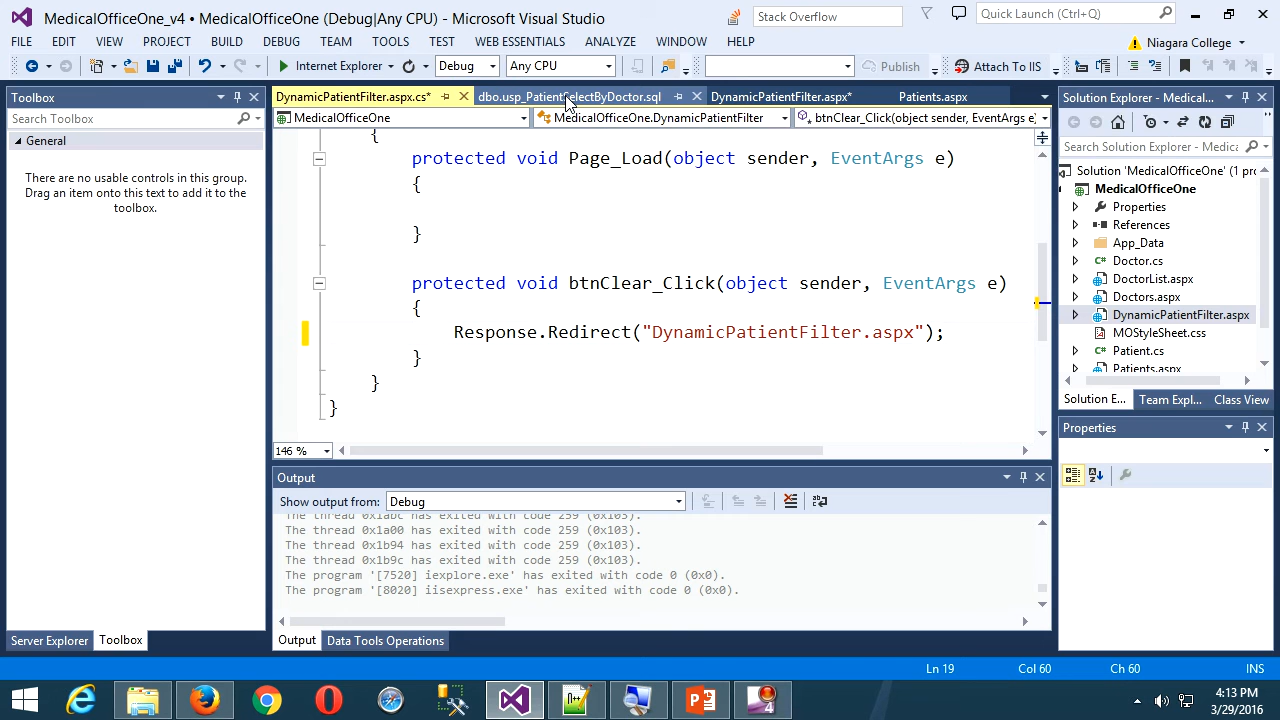 MedicalOfficeOne_v4 • MedicalOfficeOne (Debug|Any CPU) - Microsoft Visual Studio
Stack Overflow
Quick Launch (Ctrl+Q)
FILE EDIT VIEW PROJECT BUILD DEBUG TEAM TOOLS TEST WEB ESSENTIALS ANALYZE WINDOW HELP
Niagara College
Internet Explorer
Debug
Any CPU
Publish
Attach To IIS
Toolbox
Search Toolbox
General
There are no usable controls in this group.
Drag an item onto this text to add it to the
toolbox.
Server Explorer Toolbox
DynamicPatientFilter.aspx.cs* dbo.usp_PatientSelectByDoctor.sql DynamicPatientFilter.aspx* Patients.aspx
MedicalOfficeOne MedicalOfficeOne.DynamicPatientFilter btnClear_Click(object sender, EventArgs e)
{
protected void Page_Load(object sender, EventArgs e)
{
}
protected void btnClear_Click(object sender, EventArgs e)
{
Response.Redirect("DynamicPatientFilter.aspx");
}
}
}
146 %
Output
Show output from: Debug
The thread 0x1abc has exited with code 259 (0x103).
The thread 0x1a00 has exited with code 259 (0x103).
The thread 0x1b94 has exited with code 259 (0x103).
The thread 0x1b9c has exited with code 259 (0x103).
The program '[7520] iexplore.exe' has exited with code 0 (0x0).
The program '[8020] iisexpress.exe' has exited with code 0 (0x0).
Output Data Tools Operations
Solution Explorer - Medical...
Search Solution Explorer - Medica
Solution 'MedicalOfficeOne' (1 pro
MedicalOfficeOne
Properties
References
App_Data
Doctor.cs
DoctorList.aspx
Doctors.aspx
DynamicPatientFilter.aspx
MOStyleSheet.css
Patient.cs
Patients.aspx
Solution E... Team Expl... Class View
Properties
Ln 19 Col 60 Ch 60 INS
4:13 PM
3/29/2016